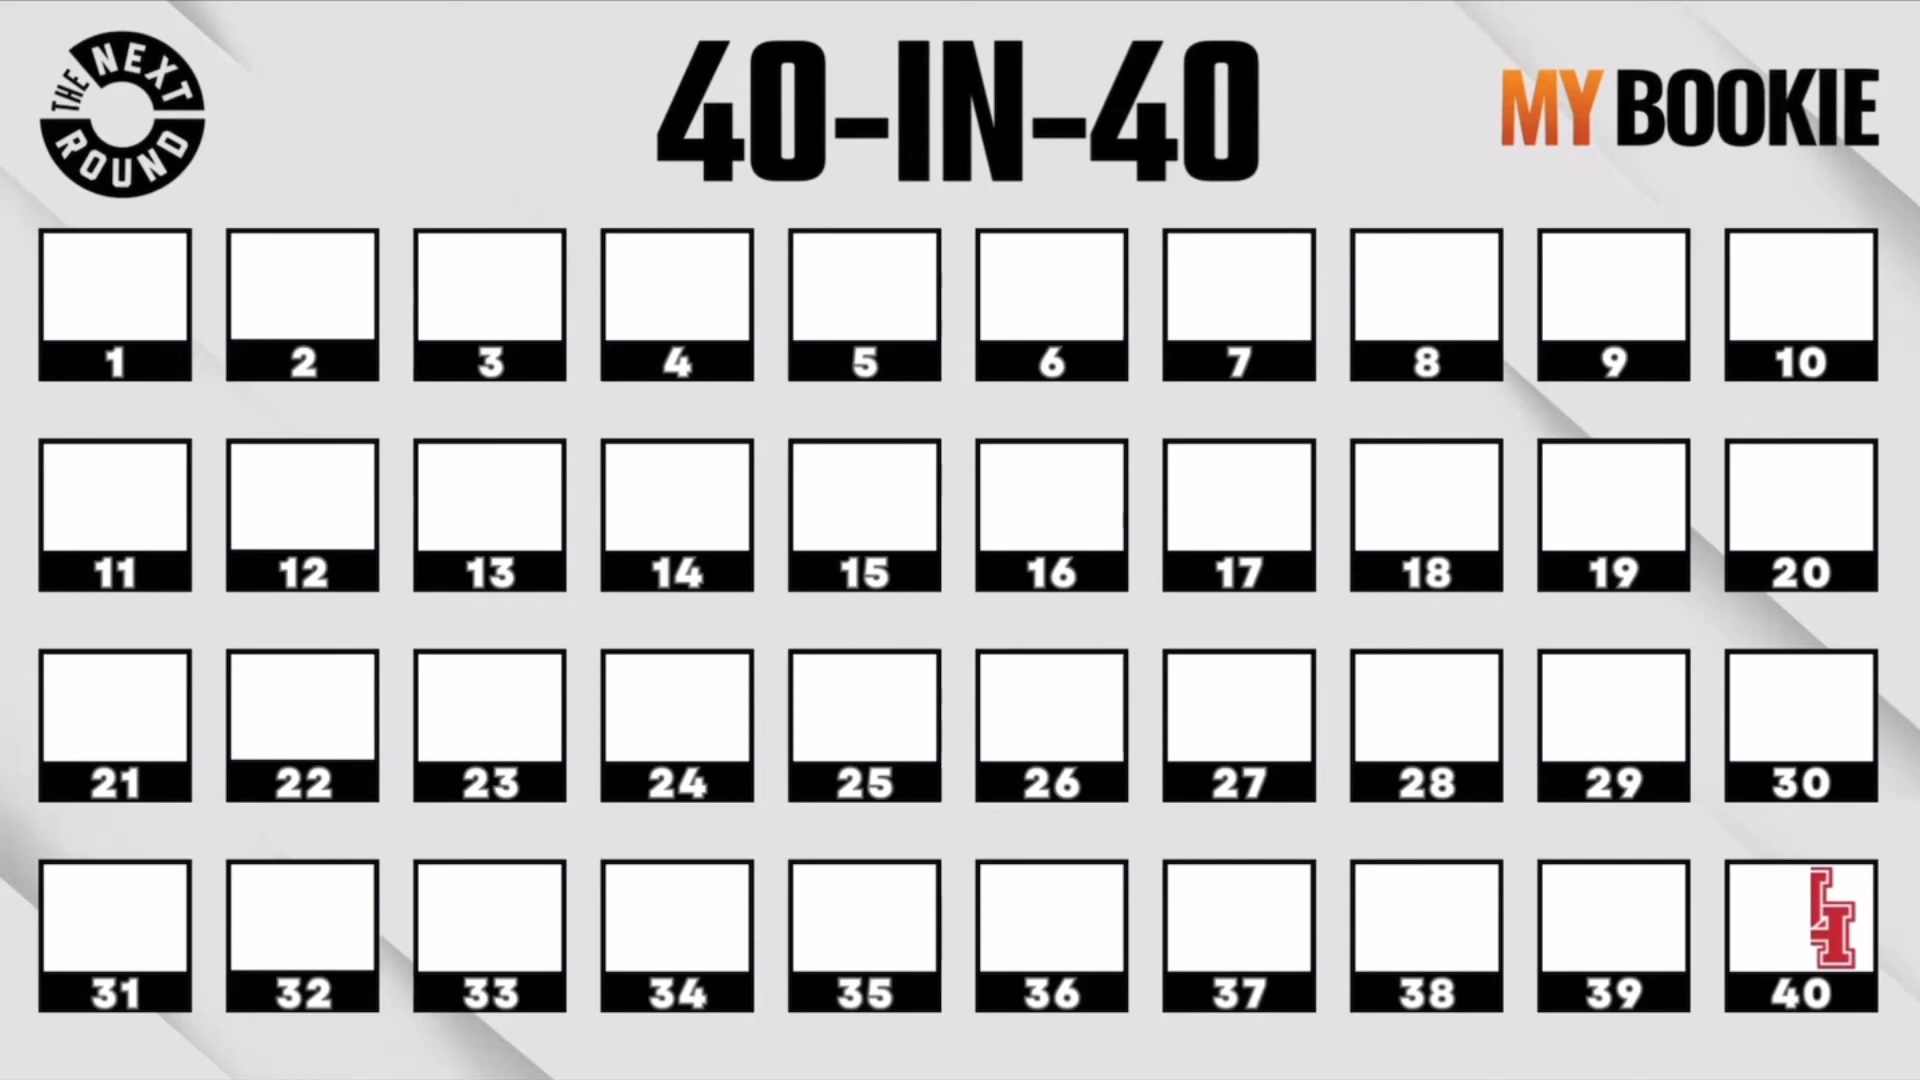 THE NEXT ROUND
40-IN-40
MY BOOKIE
1 2 3 4 5 6 7 8 9 10
11 12 13 14 15 16 17 18 19 20
21 22 23 24 25 26 27 28 29 30
31 32 33 34 35 36 37 38 39 40